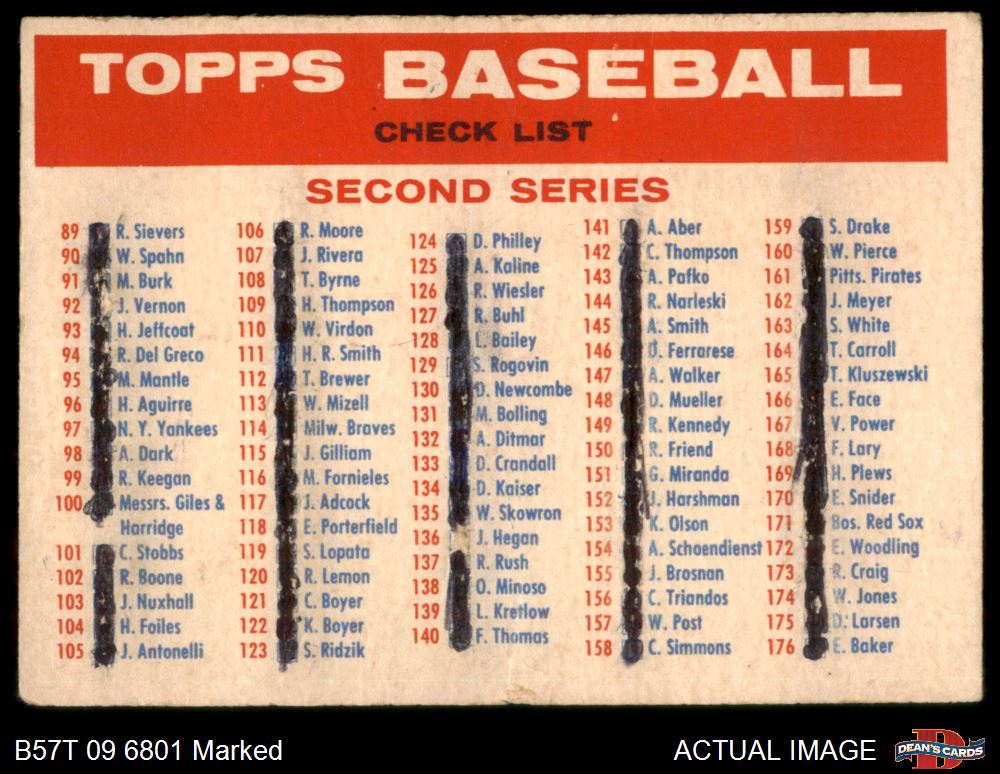 TOPPS BASEBALL
CHECK LIST
SECOND SERIES
89 R. Sievers
90 W. Spahn
91 M. Burk
92 J. Vernon
93 H. Jeffcoat
94 R. Del Greco
95 M. Mantle
96 H. Aguirre
97 N. Y. Yankees
98 A. Dark
99 R. Keegan
100 Messrs. Giles &
Harridge
101 C. Stobbs
102 R. Boone
103 J. Nuxhall
104 H. Foiles
105 J. Antonelli
106 R. Moore
107 J. Rivera
108 T. Byrne
109 H. Thompson
110 W. Virdon
111 H. R. Smith
112 T. Brewer
113 W. Mizell
114 Milw. Braves
115 J. Gilliam
116 M. Fornieles
117 J. Adcock
118 E. Porterfield
119 S. Lopata
120 R. Lemon
121 C. Boyer
122 K. Boyer
123 S. Ridzik
124 D. Philley
125 A. Kaline
126 R. Wiesler
127 R. Buhl
128 L. Bailey
129 S. Rogovin
130 D. Newcombe
131 M. Bolling
132 A. Ditmar
133 D. Crandall
134 D. Kaiser
135 W. Skowron
136 J. Hegan
137 R. Rush
138 O. Minoso
139 L. Kretlow
140 F. Thomas
141 A. Aber
142 C. Thompson
143 A. Pafko
144 R. Narleski
145 A. Smith
146 D. Ferrarese
147 A. Walker
148 D. Mueller
149 R. Kennedy
150 R. Friend
151 G. Miranda
152 J. Harshman
153 K. Olson
154 A. Schoendienst
155 J. Brosnan
156 C. Triandos
157 W. Post
158 C. Simmons
159 S. Drake
160 W. Pierce
161 Pitts. Pirates
162 J. Meyer
163 S. White
164 T. Carroll
165 T. Kluszewski
166 E. Face
167 V. Power
168 F. Lary
169 H. Plews
170 E. Snider
171 Bos. Red Sox
172 E. Woodling
173 R. Craig
174 W. Jones
175 D. Larsen
176 E. Baker
B57T 09 6801 Marked
ACTUAL IMAGE
DEAN'S CARDS